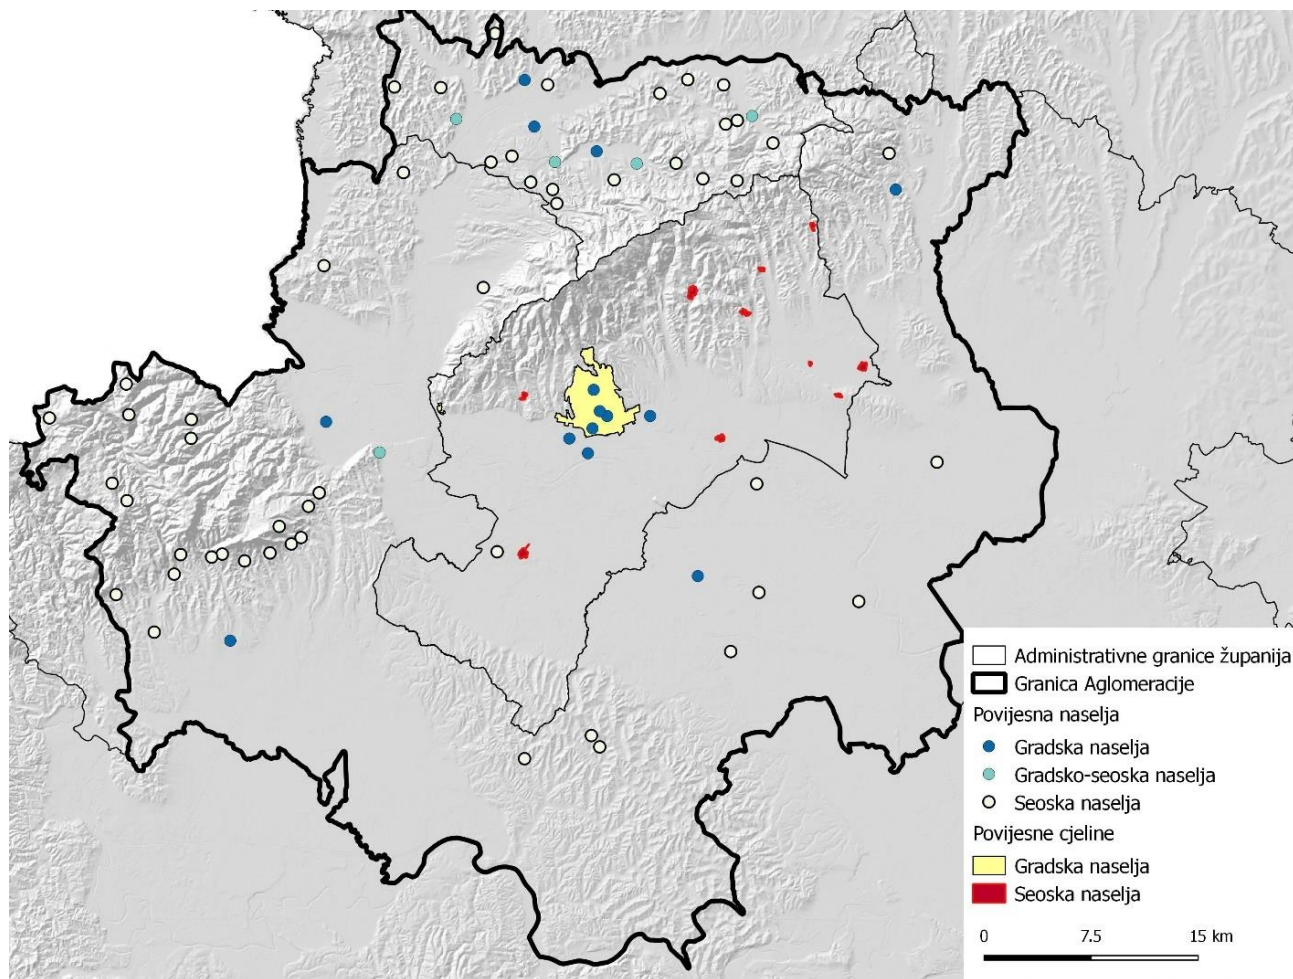 Administrativne granice županija
Granica Aglomeracije
Povijesna naselja
Gradska naselja
Gradsko-seoska naselja
Seoska naselja
Povijesne cjeline
Gradska naselja
Seoska naselja
0 7.5 15 km